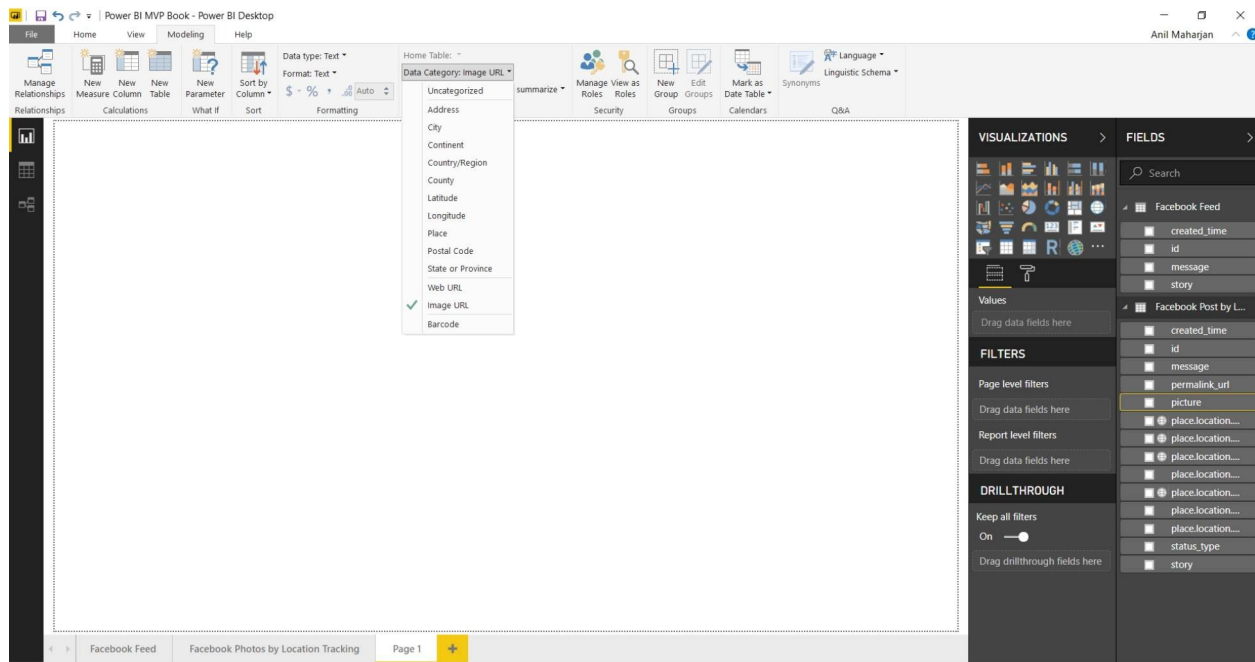 Power BI MVP Book - Power BI Desktop
File Home View Modeling Help
Anil Maharjan
Manage Relationships
New Measure
New Column
New Table
New Parameter
Sort by Column
Data type: Text
Format: Text
$ - % , .00 Auto
Home Table:
Data Category: Image URL
summarize
Manage Roles
View as Roles
New Group
Edit Groups
Mark as Date Table
Synonyms
Language
Linguistic Schema
Relationships Calculations What If Sort Formatting Security Groups Calendars Q&A
Uncategorized
Address
City
Continent
Country/Region
County
Latitude
Longitude
Place
Postal Code
State or Province
Web URL
Image URL
Barcode
VISUALIZATIONS
Values
Drag data fields here
FILTERS
Page level filters
Drag data fields here
Report level filters
Drag data fields here
DRILLTHROUGH
Keep all filters
On
Drag drillthrough fields here
FIELDS
Search
Facebook Feed
created_time
id
message
story
Facebook Post by L...
created_time
id
message
permalink_url
picture
place.location....
place.location....
place.location....
place.location....
place.location....
place.location....
place.location....
status_type
story
Facebook Feed Facebook Photos by Location Tracking Page 1